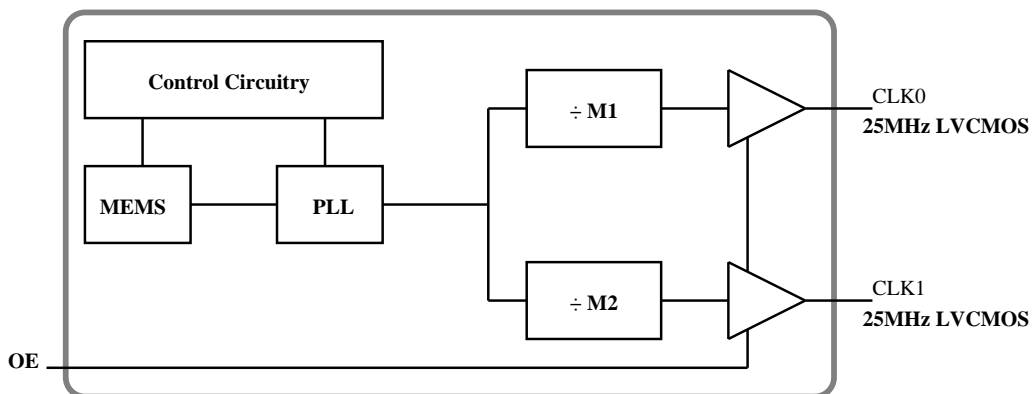 Control Circuitry
÷ M1
CLK0
25MHz LVCMOS
MEMS
PLL
÷ M2
CLK1
25MHz LVCMOS
OE